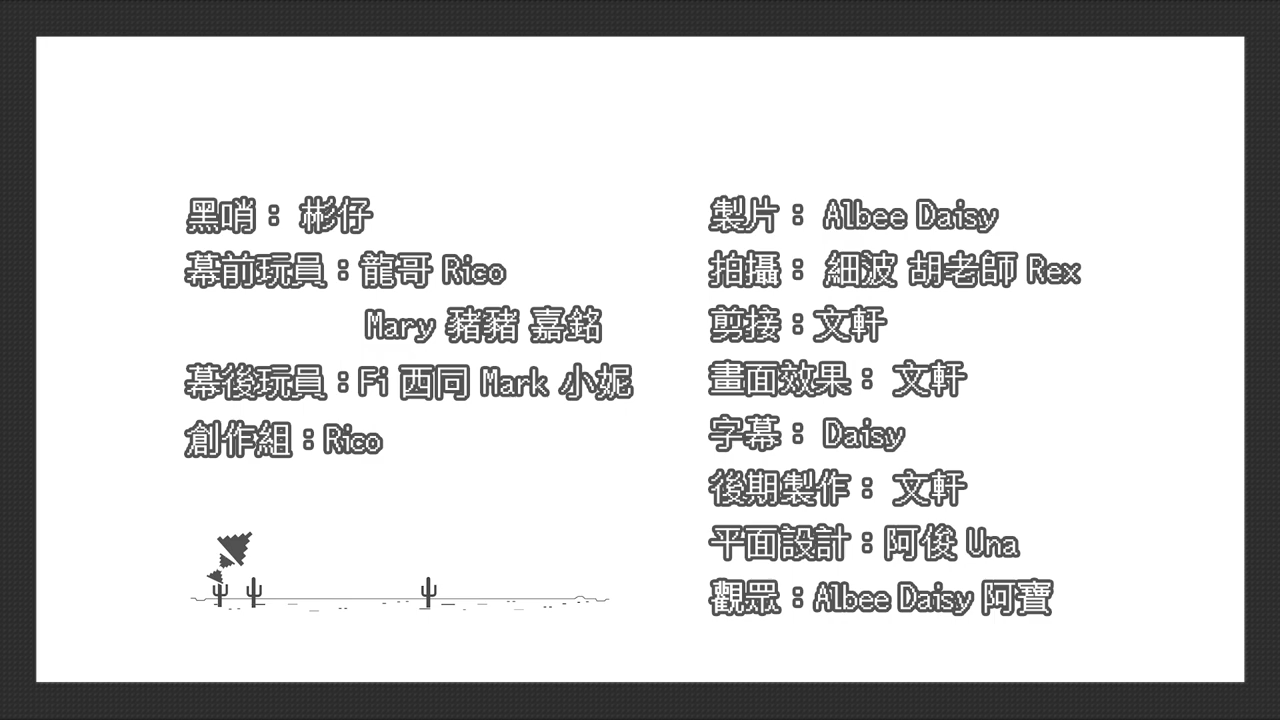 黑哨： 彬仔
幕前玩員：龍哥 Rico
Mary 豬豬 嘉銘
幕後玩員：Fi 西同 Mark 小妮
創作組：Rico
製片： Albee Daisy
拍攝： 細波 胡老師 Rex
剪接：文軒
畫面效果： 文軒
字幕： Daisy
後期製作： 文軒
平面設計：阿俊 Una
觀眾：Albee Daisy 阿寶